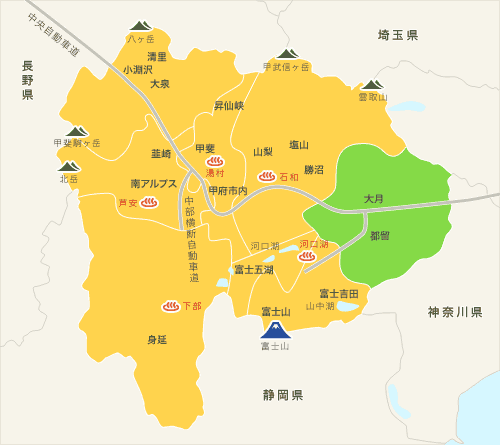 中央自動車道
八ヶ岳
埼玉県
清里
小淵沢
大泉
甲武信ヶ岳
長野県
雲取山
昇仙峡
甲斐駒ヶ岳
韮崎
甲斐
山梨
塩山
湯村
勝沼
北岳
石和
南アルプス
甲府市内
大月
芦安
中部横断自動車道
都留
河口湖
河口湖
富士五湖
富士吉田
下部
山中湖
富士山
神奈川県
身延
富士山
静岡県